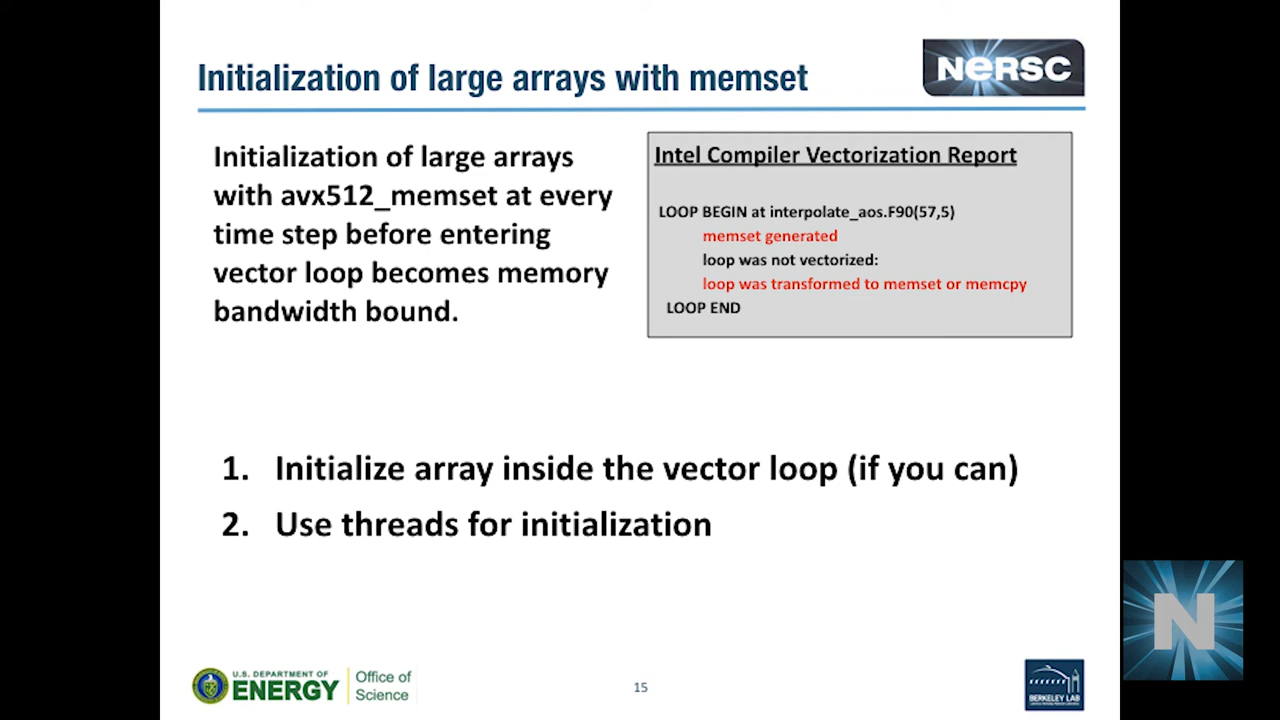 Initialization of large arrays with memset
NERSC
Initialization of large arrays
with avx512_memset at every
time step before entering
vector loop becomes memory
bandwidth bound.
Intel Compiler Vectorization Report
LOOP BEGIN at interpolate_aos.F90(57,5)
memset generated
loop was not vectorized:
loop was transformed to memset or memcpy
LOOP END
1. Initialize array inside the vector loop (if you can)
2. Use threads for initialization
U.S. DEPARTMENT OF
ENERGY
Office of
Science
15
BERKELEY LAB
N